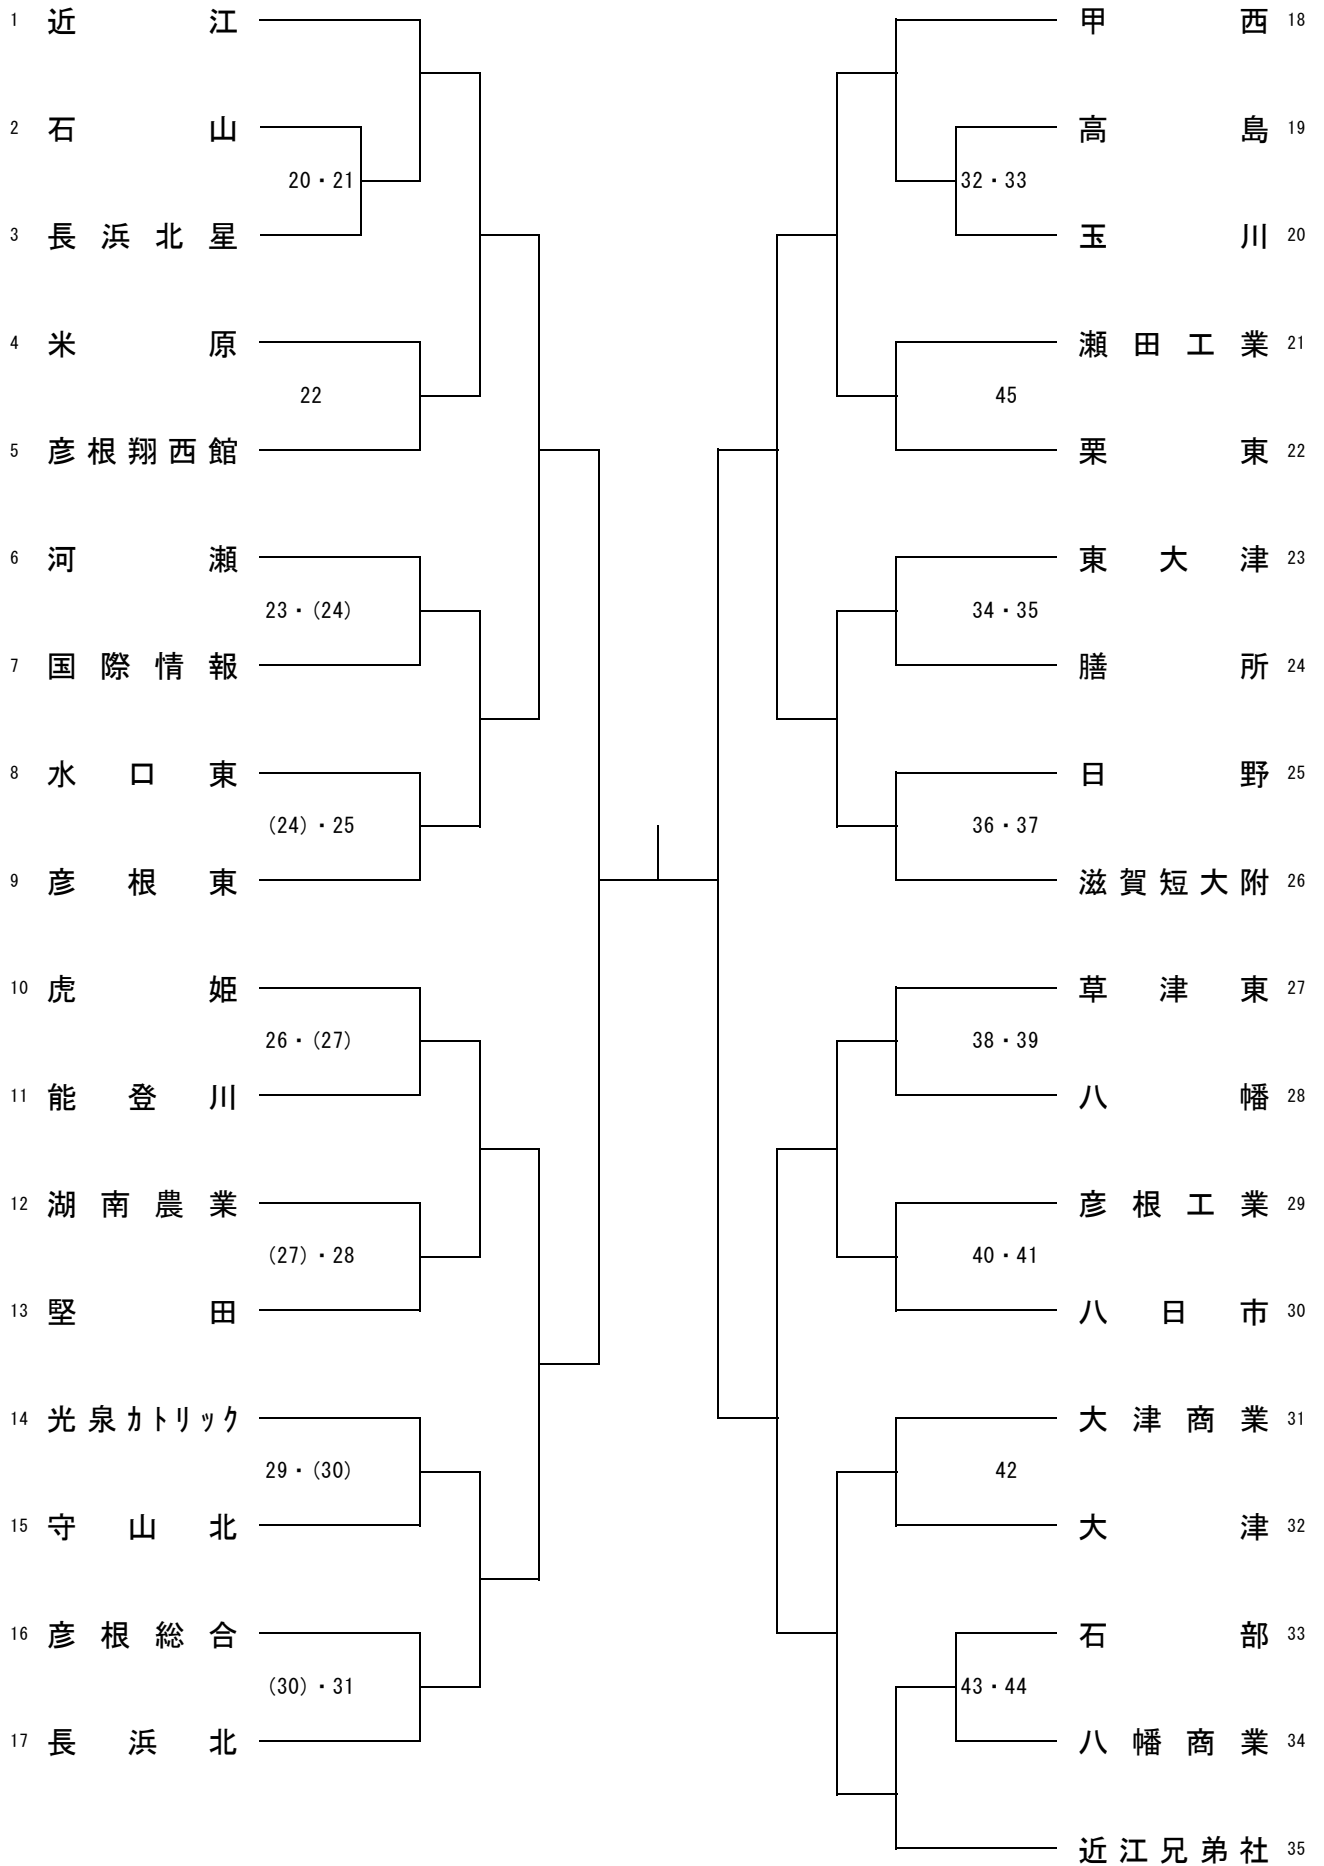 1 近江
2 石山
20・21
3 長浜北星
4 米原
22
5 彦根翔西館
6 河瀬
23・(24)
7 国際情報
8 水口東
(24)・25
9 彦根東
10 虎姫
26・(27)
11 能登川
12 湖南農業
(27)・28
13 堅田
14 光泉ｶﾄﾘｯｸ
29・(30)
15 守山北
16 彦根総合
(30)・31
17 長浜北
甲西 18
高島 19
32・33
玉川 20
瀬田工業 21
45
栗東 22
東大津 23
34・35
膳所 24
日野 25
36・37
滋賀短大附 26
草津東 27
38・39
八幡 28
彦根工業 29
40・41
八日市 30
大津商業 31
42
大津 32
石部 33
43・44
八幡商業 34
近江兄弟社 35